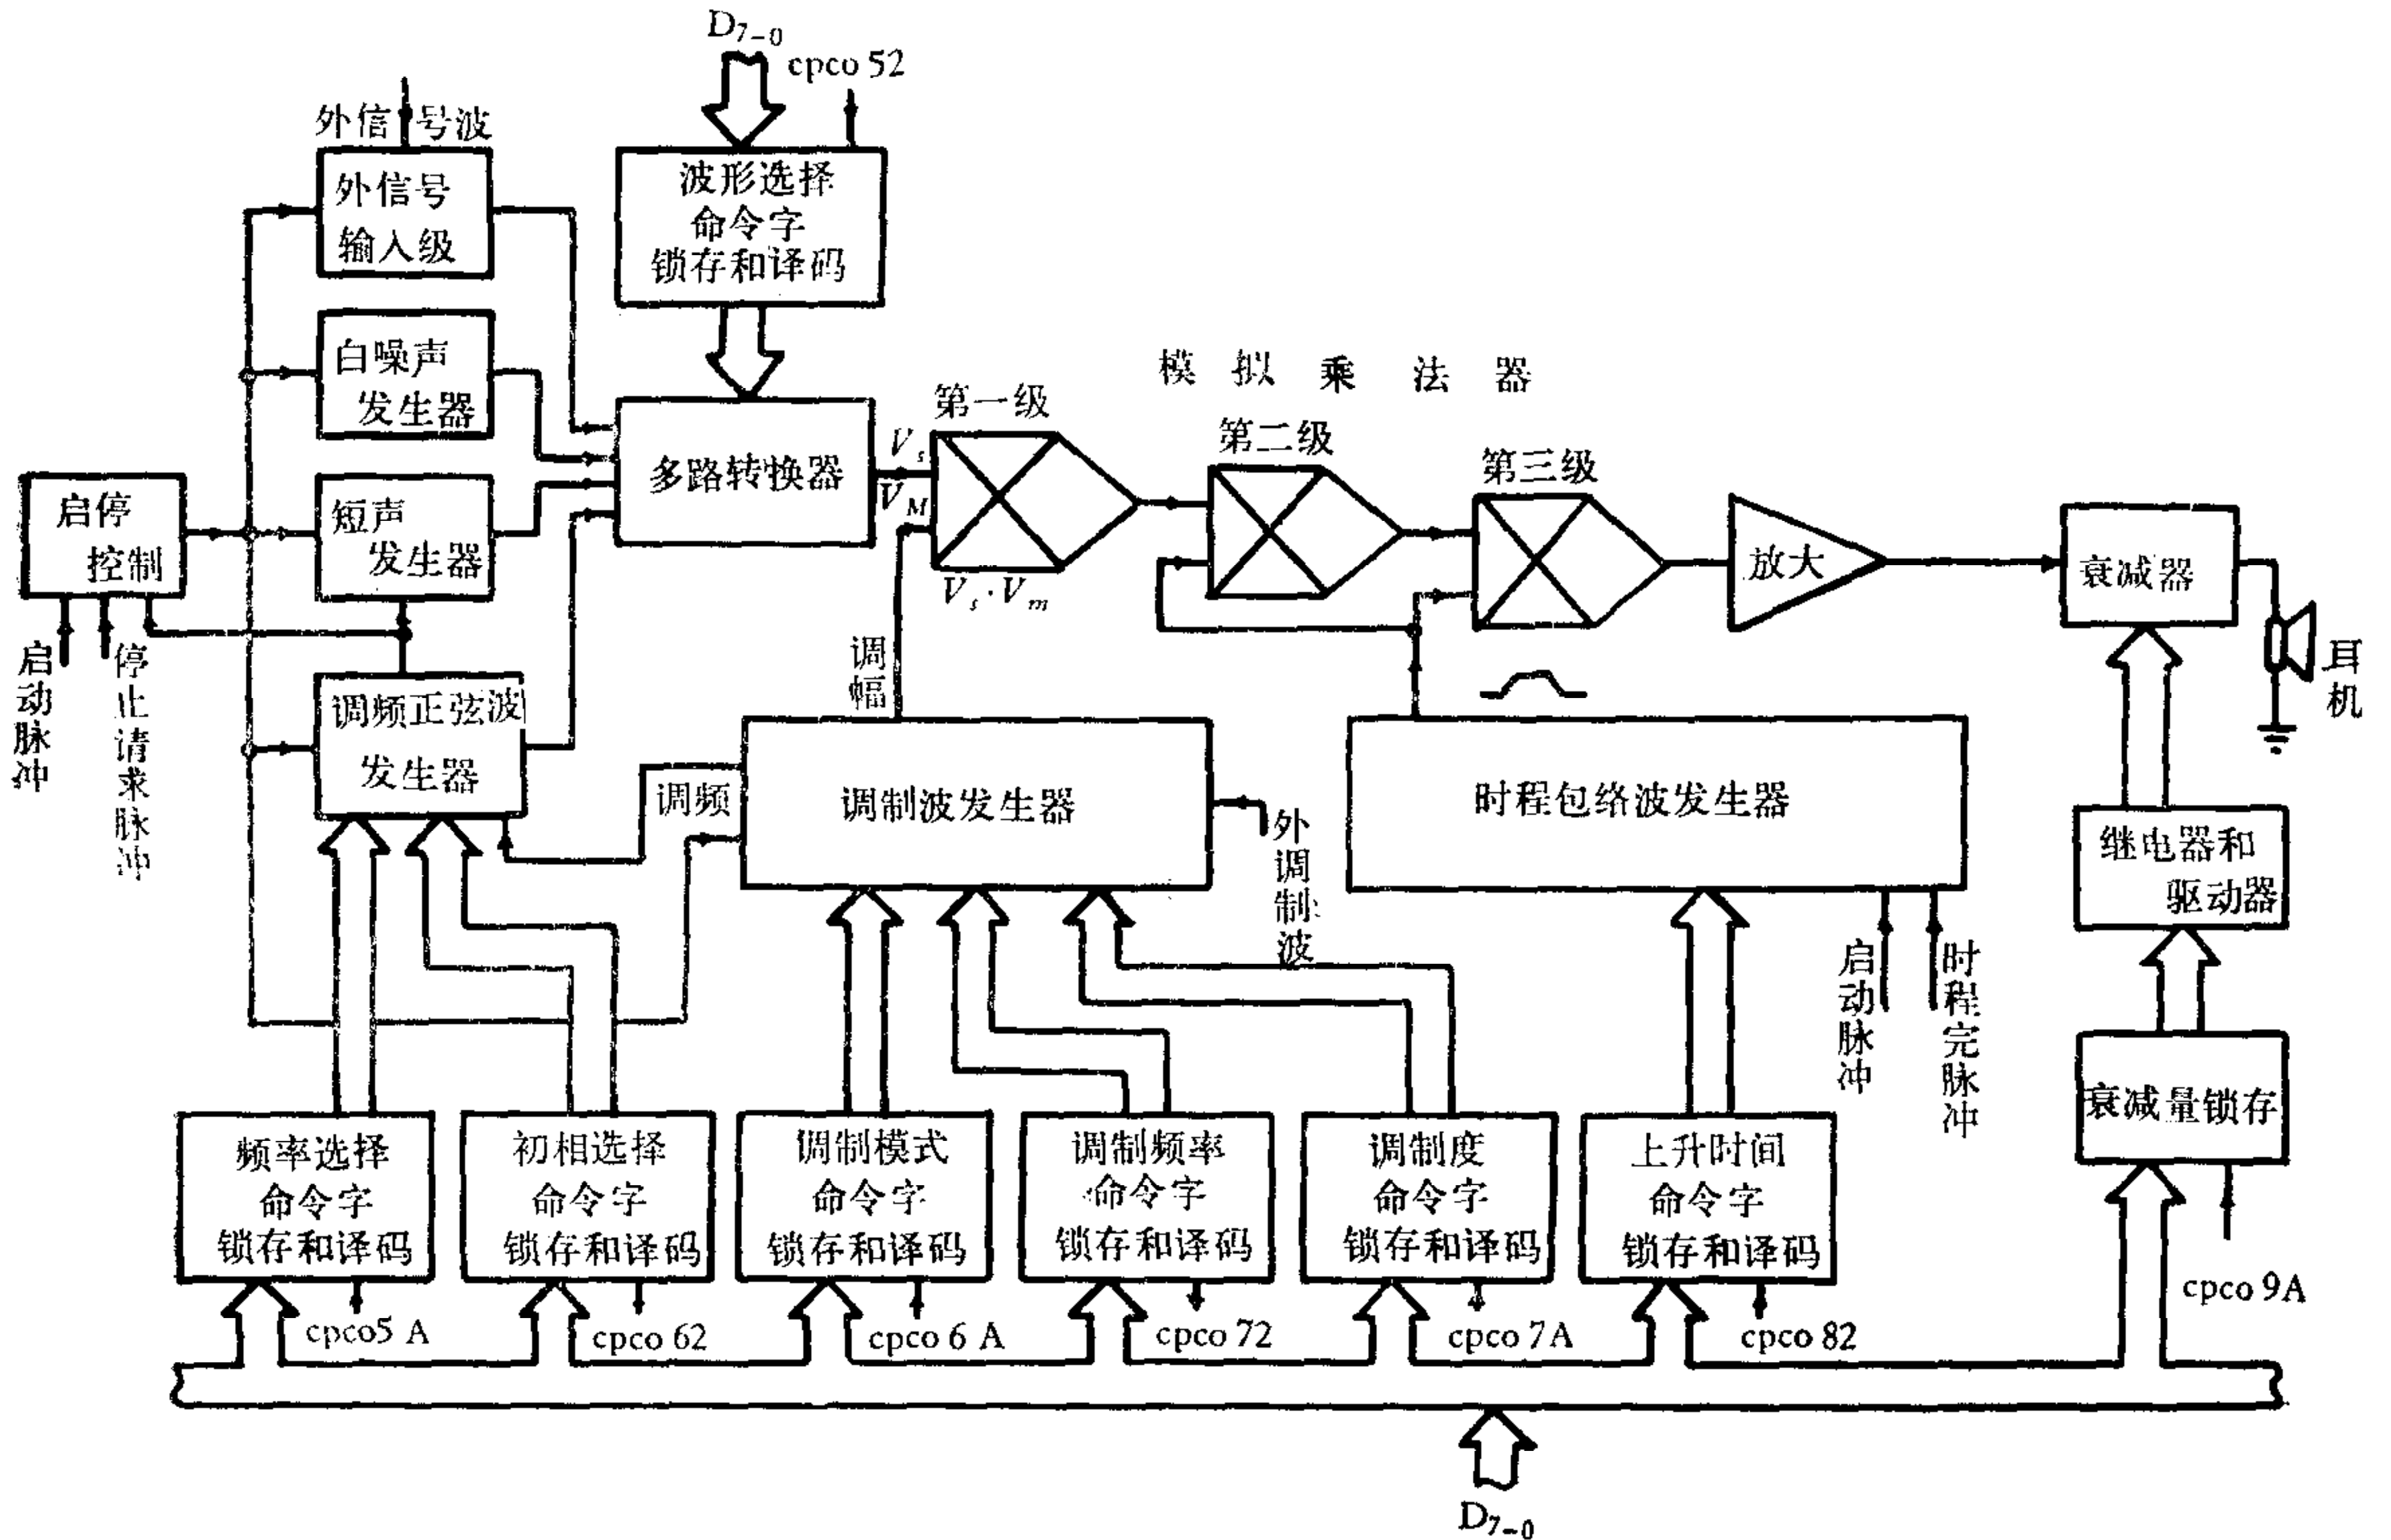 D7-0
cpco 52
外信号波
外信号
输入级
波形选择
命令字
锁存和译码
白噪声
发生器
模拟乘法器
第一级
第二级
第三级
启停
控制
短声
发生器
多路转换器
Vs
VM
Vs·Vm
放大
衰减器
耳机
启动脉冲
停止请求脉冲
调频正弦波
发生器
调幅
调频
调制波发生器
外调制波
时程包络波发生器
启动脉冲
时程完脉冲
继电器和
驱动器
衰减量锁存
频率选择
命令字
锁存和译码
初相选择
命令字
锁存和译码
调制模式
命令字
锁存和译码
调制频率
命令字
锁存和译码
调制度
命令字
锁存和译码
上升时间
命令字
锁存和译码
cpco5 A
cpco 62
cpco 6 A
cpco 72
cpco 7A
cpco 82
cpco 9A
D7-0